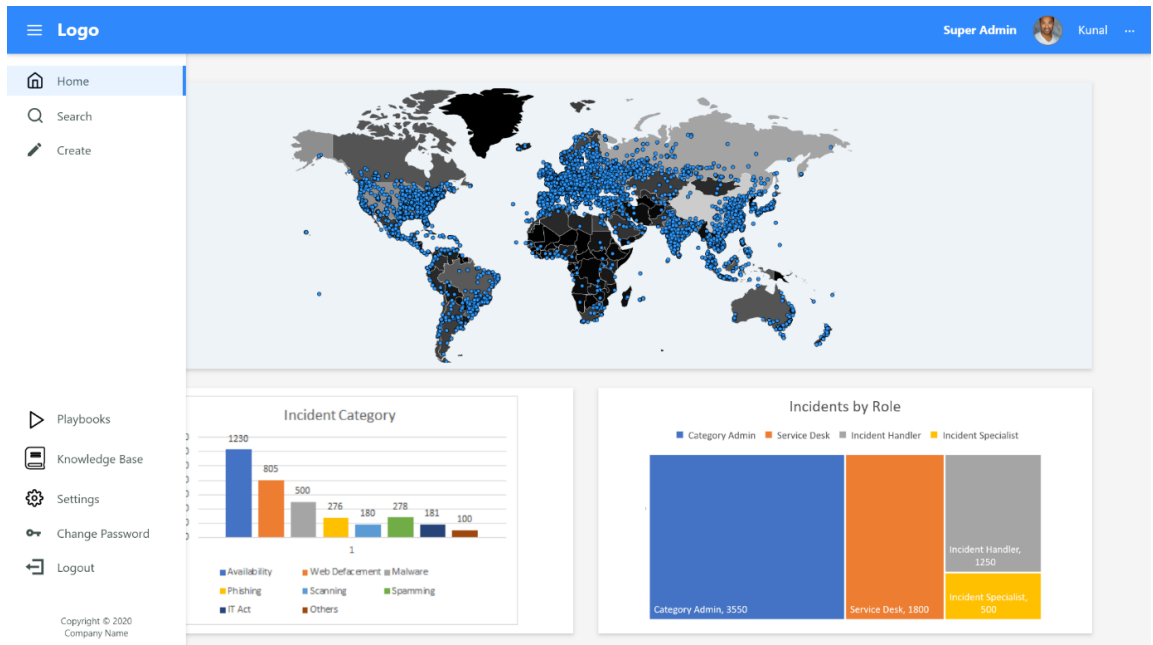 Logo
Super Admin
Kunal
Home
Search
Create
Playbooks
Knowledge Base
Settings
Change Password
Logout
Copyright © 2020
Company Name
Incident Category
1230
805
500
276
180
278
181
100
1
Availability
Web Defacement
Malware
Phishing
Scanning
Spamming
IT Act
Others
Incidents by Role
Category Admin
Service Desk
Incident Handler
Incident Specialist
Category Admin, 3550
Service Desk, 1800
Incident Handler,
1250
Incident Specialist,
500